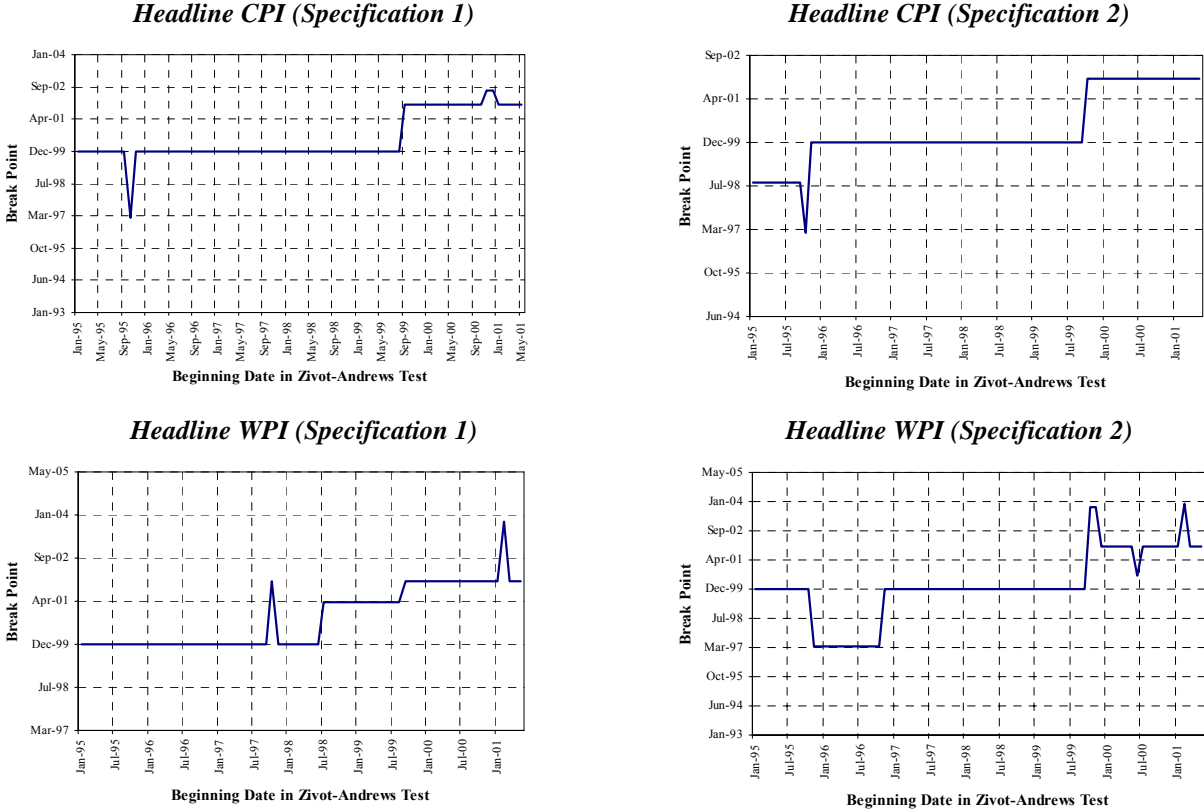 Headline CPI (Specification 1)
Jan-04
Sep-02
Apr-01
Dec-99
Jul-98
Mar-97
Oct-95
Jun-94
Jan-93
Break Point
Jan-95
May-95
Sep-95
Jan-96
May-96
Sep-96
Jan-97
May-97
Sep-97
Jan-98
May-98
Sep-98
Jan-99
May-99
Sep-99
Jan-00
May-00
Sep-00
Jan-01
May-01
Beginning Date in Zivot-Andrews Test
Headline CPI (Specification 2)
Sep-02
Apr-01
Dec-99
Jul-98
Mar-97
Oct-95
Jun-94
Break Point
Jan-95
Jul-95
Jan-96
Jul-96
Jan-97
Jul-97
Jan-98
Jul-98
Jan-99
Jul-99
Jan-00
Jul-00
Jan-01
Beginning Date in Zivot-Andrews Test
Headline WPI (Specification 1)
May-05
Jan-04
Sep-02
Apr-01
Dec-99
Jul-98
Mar-97
Break Point
Jan-95
Jul-95
Jan-96
Jul-96
Jan-97
Jul-97
Jan-98
Jul-98
Jan-99
Jul-99
Jan-00
Jul-00
Jan-01
Beginning Date in Zivot-Andrews Test
Headline WPI (Specification 2)
May-05
Jan-04
Sep-02
Apr-01
Dec-99
Jul-98
Mar-97
Oct-95
Jun-94
Jan-93
Break Point
Jan-95
Jul-95
Jan-96
Jul-96
Jan-97
Jul-97
Jan-98
Jul-98
Jan-99
Jul-99
Jan-00
Jul-00
Jan-01
Beginning Date in Zivot-Andrews Test